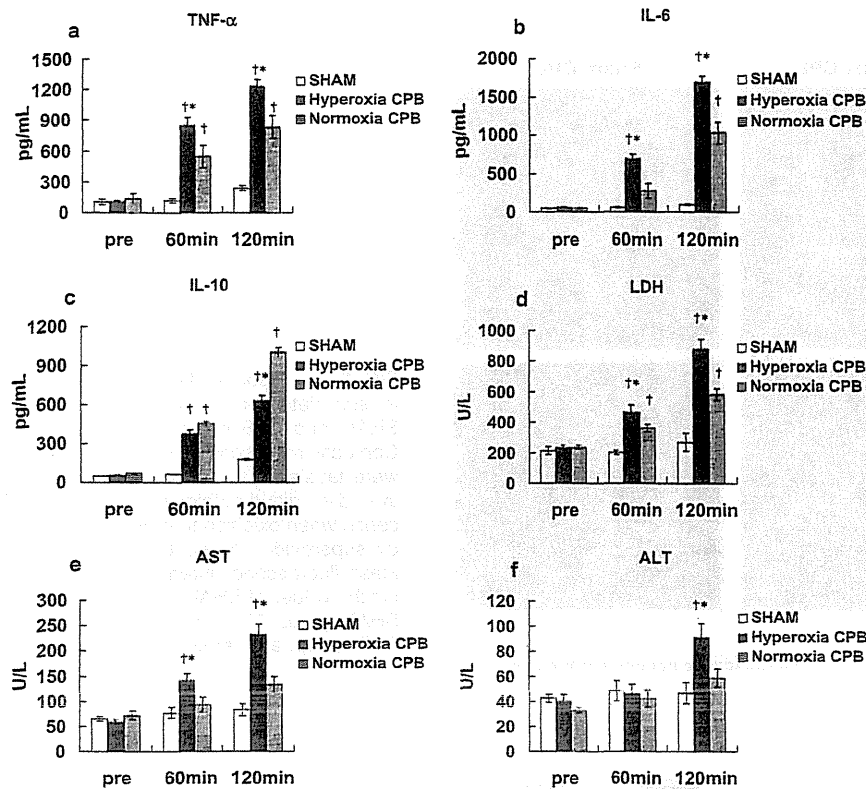 a
TNF-α
1500
1200
900
600
300
0
pg/mL
†*
†
†*
†
SHAM
Hyperoxia CPB
Normoxia CPB
pre 60min 120min
b
IL-6
2000
1500
1000
500
0
pg/mL
†*
†*
†
SHAM
Hyperoxia CPB
Normoxia CPB
pre 60min 120min
c
IL-10
1200
900
600
300
0
pg/mL
† †
†*
†
SHAM
Hyperoxia CPB
Normoxia CPB
pre 60min 120min
d
LDH
1000
800
600
400
200
0
U/L
†*
†
†*
†
SHAM
Hyperoxia CPB
Normoxia CPB
pre 60min 120min
e
AST
300
250
200
150
100
50
0
U/L
†*
†*
SHAM
Hyperoxia CPB
Normoxia CPB
pre 60min 120min
f
ALT
120
100
80
60
40
20
0
U/L
†*
SHAM
Hyperoxia CPB
Normoxia CPB
pre 60min 120min